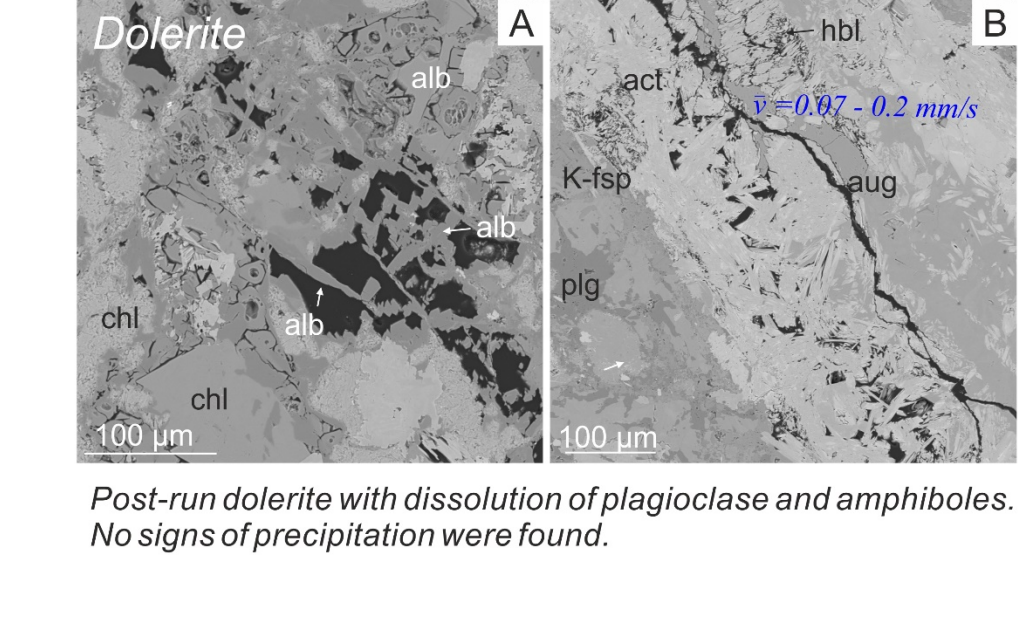 Dolerite
A
alb
alb
alb
chl
chl
100 µm
B
hbl
act
v̄ =0.07 - 0.2 mm/s
K-fsp
aug
plg
100 µm
Post-run dolerite with dissolution of plagioclase and amphiboles.
No signs of precipitation were found.